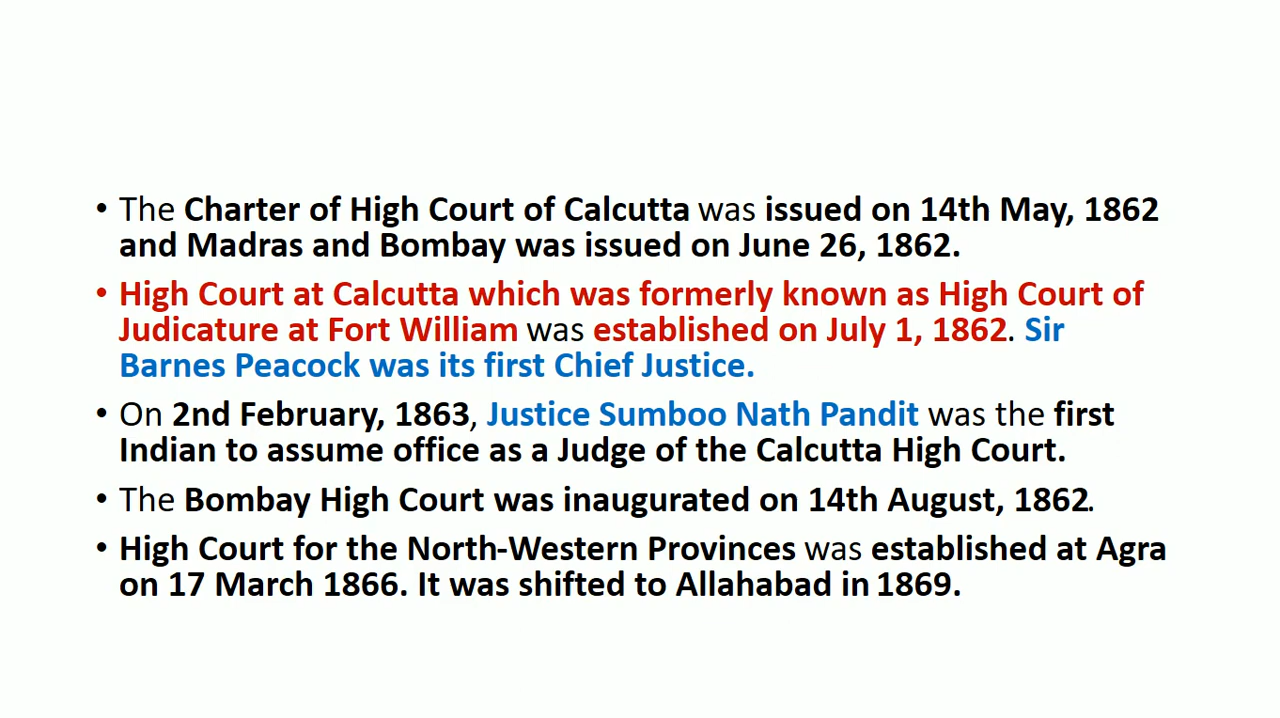 • The Charter of High Court of Calcutta was issued on 14th May, 1862
and Madras and Bombay was issued on June 26, 1862.
• High Court at Calcutta which was formerly known as High Court of
Judicature at Fort William was established on July 1, 1862. Sir
Barnes Peacock was its first Chief Justice.
• On 2nd February, 1863, Justice Sumboo Nath Pandit was the first
Indian to assume office as a Judge of the Calcutta High Court.
• The Bombay High Court was inaugurated on 14th August, 1862.
• High Court for the North-Western Provinces was established at Agra
on 17 March 1866. It was shifted to Allahabad in 1869.